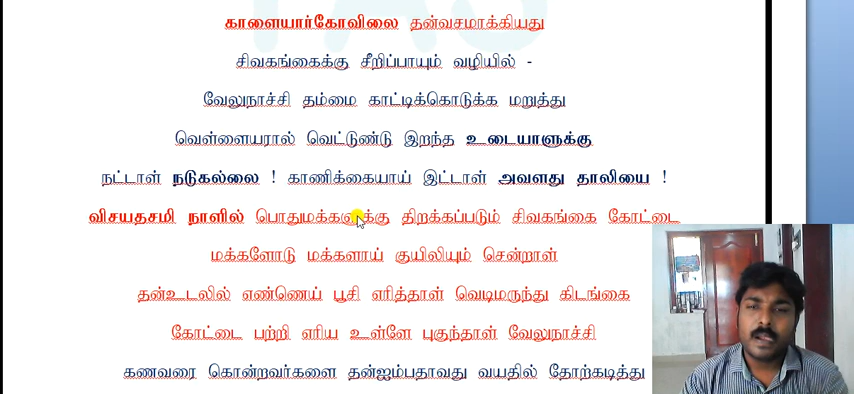 காளையார்கோவிலை தன்வசமாக்கியது
சிவகங்கைக்கு சீறிப்பாயும் வழியில் -
வேலுநாச்சி தம்மை காட்டிக்கொடுக்க மறுத்து
வெள்ளையரால் வெட்டுண்டு இறந்த உடையாளுக்கு
நட்டாள் நடுகல்லை ! காணிக்கையாய் இட்டாள் அவளது தாலியை !
விசயதசமி நாளில் பொதுமக்களுக்கு திறக்கப்படும் சிவகங்கை கோட்டை
மக்களோடு மக்களாய் குயிலியும் சென்றாள்
தன்உடலில் எண்ணெய் பூசி எரித்தாள் வெடிமருந்து கிடங்கை
கோட்டை பற்றி எரிய உள்ளே புகுந்தாள் வேலுநாச்சி
கணவரை கொன்றவர்களை தன்ஐம்பதாவது வயதில் தோற்கடித்து